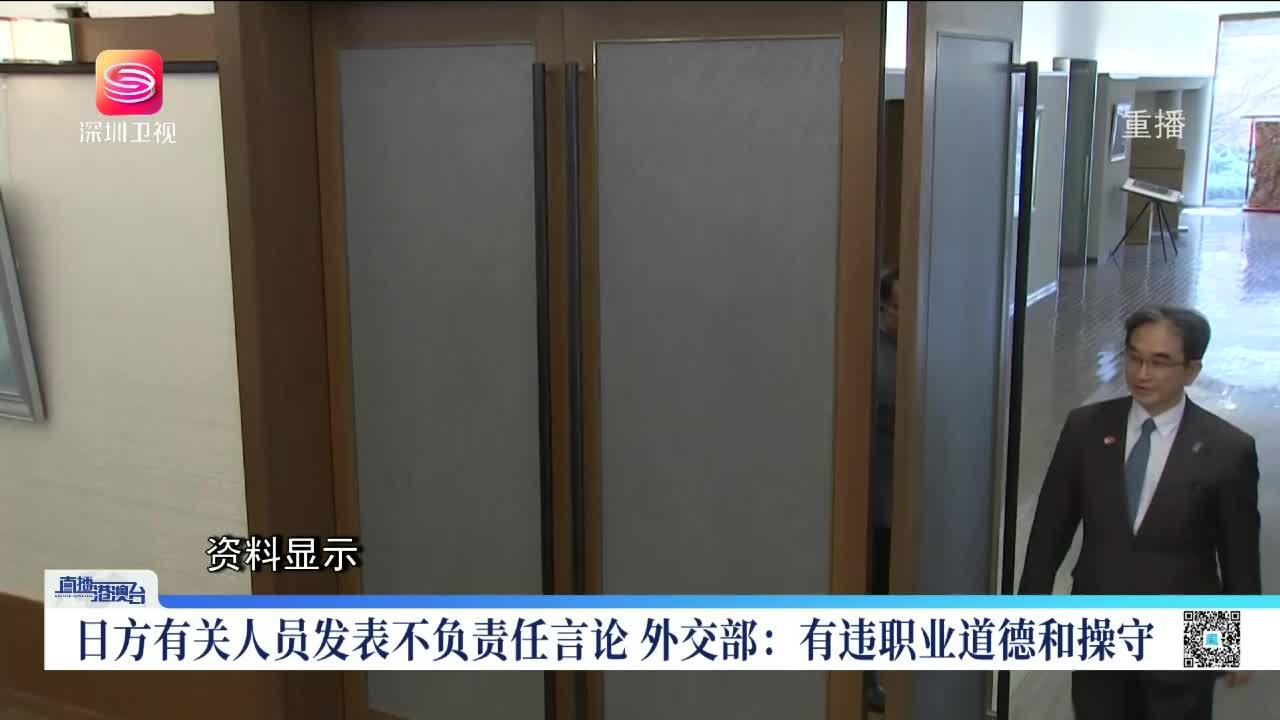 深圳卫视
重播
资料显示
直播港澳台
日方有关人员发表不负责任言论 外交部：有违职业道德和操守